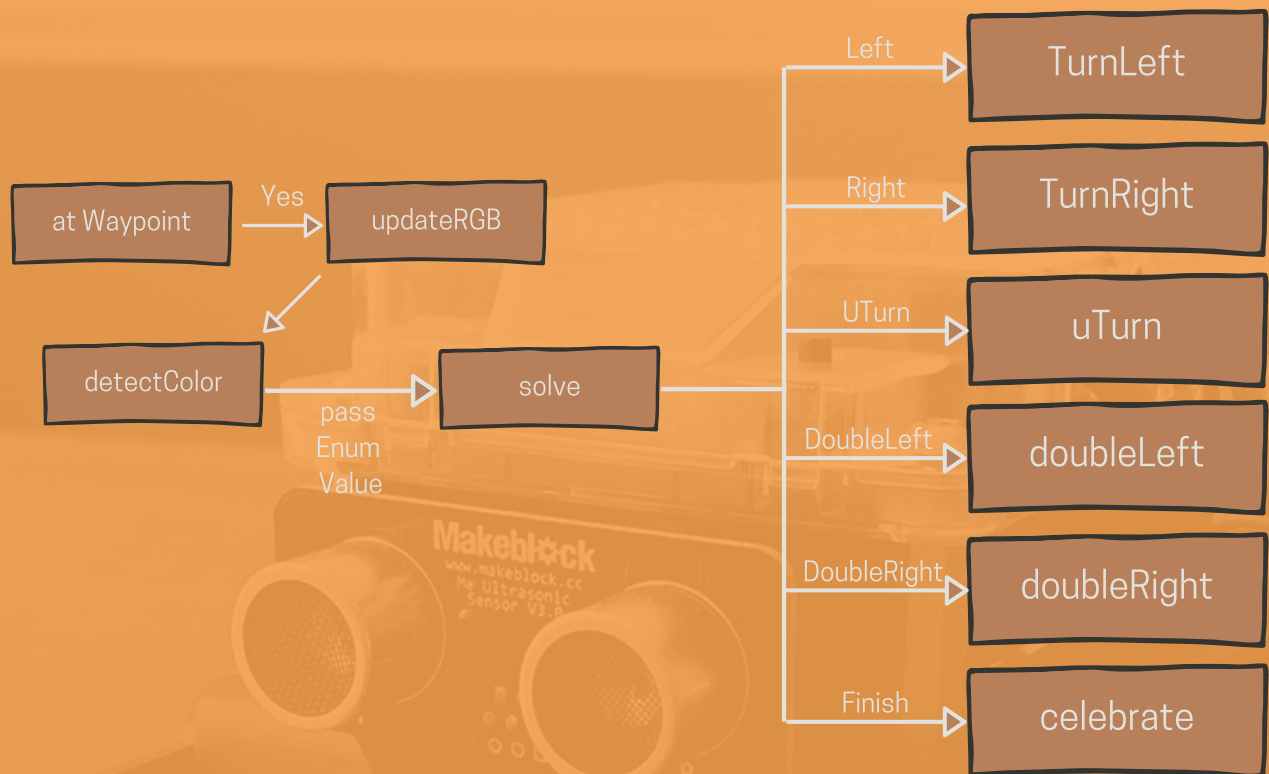 at Waypoint
Yes
updateRGB
detectColor
pass
Enum
Value
solve
Left
TurnLeft
Right
TurnRight
UTurn
uTurn
DoubleLeft
doubleLeft
DoubleRight
doubleRight
Finish
celebrate
Makeblock
www.makeblock.cc
Me Ultrasonic
Sensor V3.0